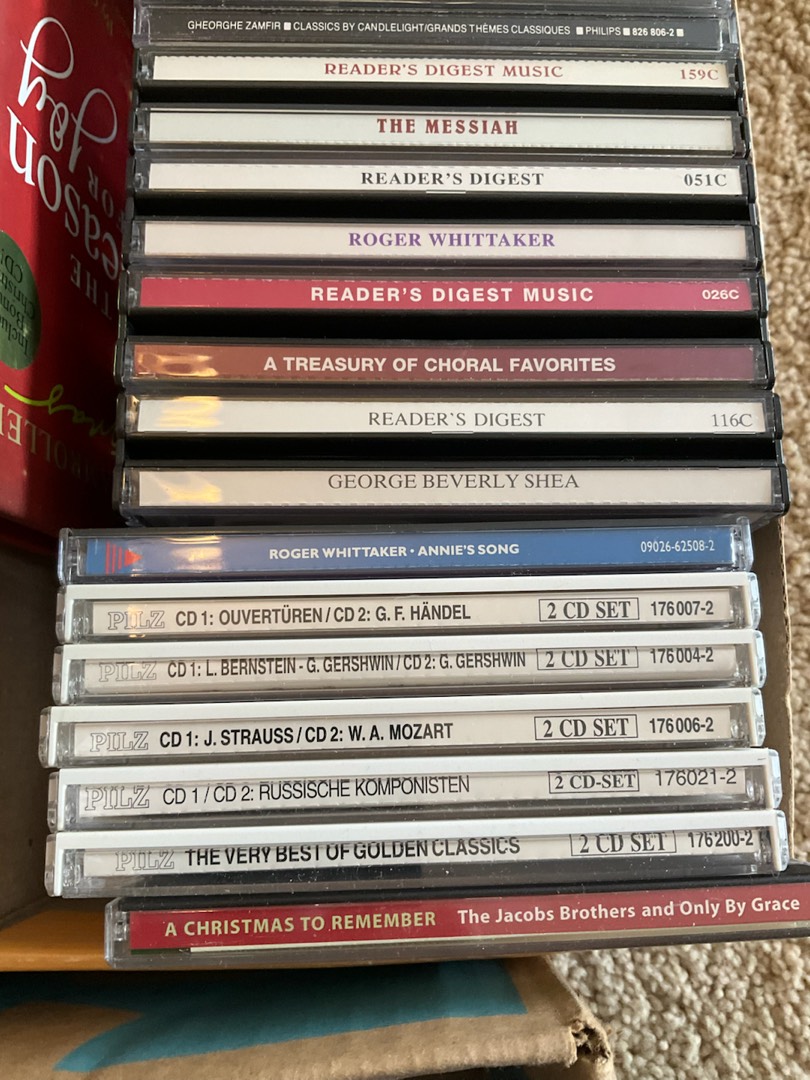 GHEORGHE ZAMFIR ■ CLASSICS BY CANDLELIGHT/GRANDS THÈMES CLASSIQUES ■ PHILIPS ■ 826 806-2 ■
READER'S DIGEST MUSIC 159C
THE MESSIAH
READER'S DIGEST 051C
ROGER WHITTAKER
READER'S DIGEST MUSIC 026C
A TREASURY OF CHORAL FAVORITES
READER'S DIGEST 116C
GEORGE BEVERLY SHEA
ROGER WHITTAKER • ANNIE'S SONG 09026-62508-2
PILZ CD 1: OUVERTÜREN / CD 2: G. F. HÄNDEL 2 CD SET 176007-2
PILZ CD 1: L. BERNSTEIN - G. GERSHWIN / CD 2: G. GERSHWIN 2 CD SET 176004-2
PILZ CD 1: J. STRAUSS / CD 2: W. A. MOZART 2 CD SET 176006-2
PILZ CD 1 / CD 2: RUSSISCHE KOMPONISTEN 2 CD-SET 176021-2
PILZ THE VERY BEST OF GOLDEN CLASSICS 2 CD SET 176200-2
A CHRISTMAS TO REMEMBER The Jacobs Brothers and Only By Grace
THE
eason
FOR Joy